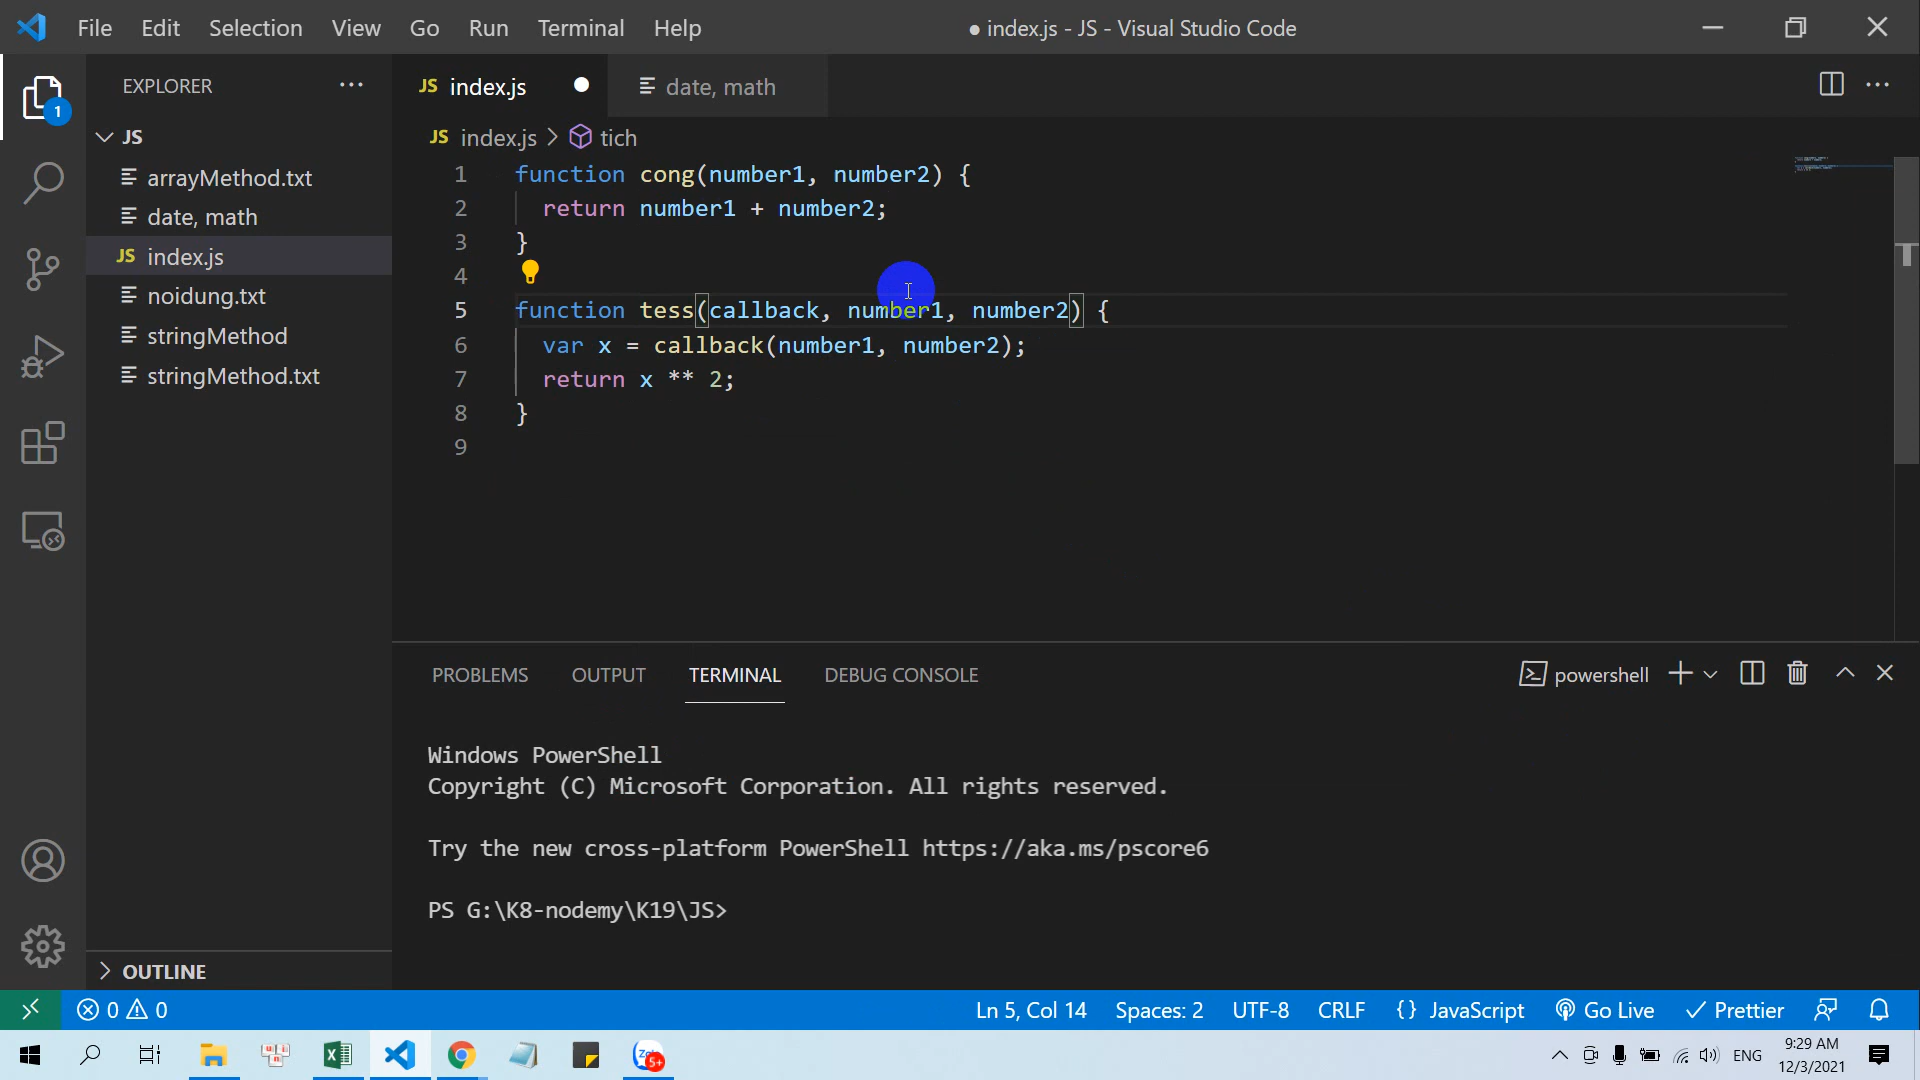 File Edit Selection View Go Run Terminal Help
● index.js - JS - Visual Studio Code
EXPLORER
1
JS
arrayMethod.txt
date, math
JS index.js
noidung.txt
stringMethod
stringMethod.txt
OUTLINE
JS index.js
date, math
JS index.js > tich
1 function cong(number1, number2) {
2 return number1 + number2;
3 }
4
5 function tess(callback, number1, number2) {
6 var x = callback(number1, number2);
7 return x ** 2;
8 }
9
PROBLEMS OUTPUT TERMINAL DEBUG CONSOLE
powershell
Windows PowerShell
Copyright (C) Microsoft Corporation. All rights reserved.
Try the new cross-platform PowerShell https://aka.ms/pscore6
PS G:\K8-nodemy\K19\JS>
0 0
Ln 5, Col 14 Spaces: 2 UTF-8 CRLF {} JavaScript Go Live Prettier
5+
ENG
9:29 AM
12/3/2021